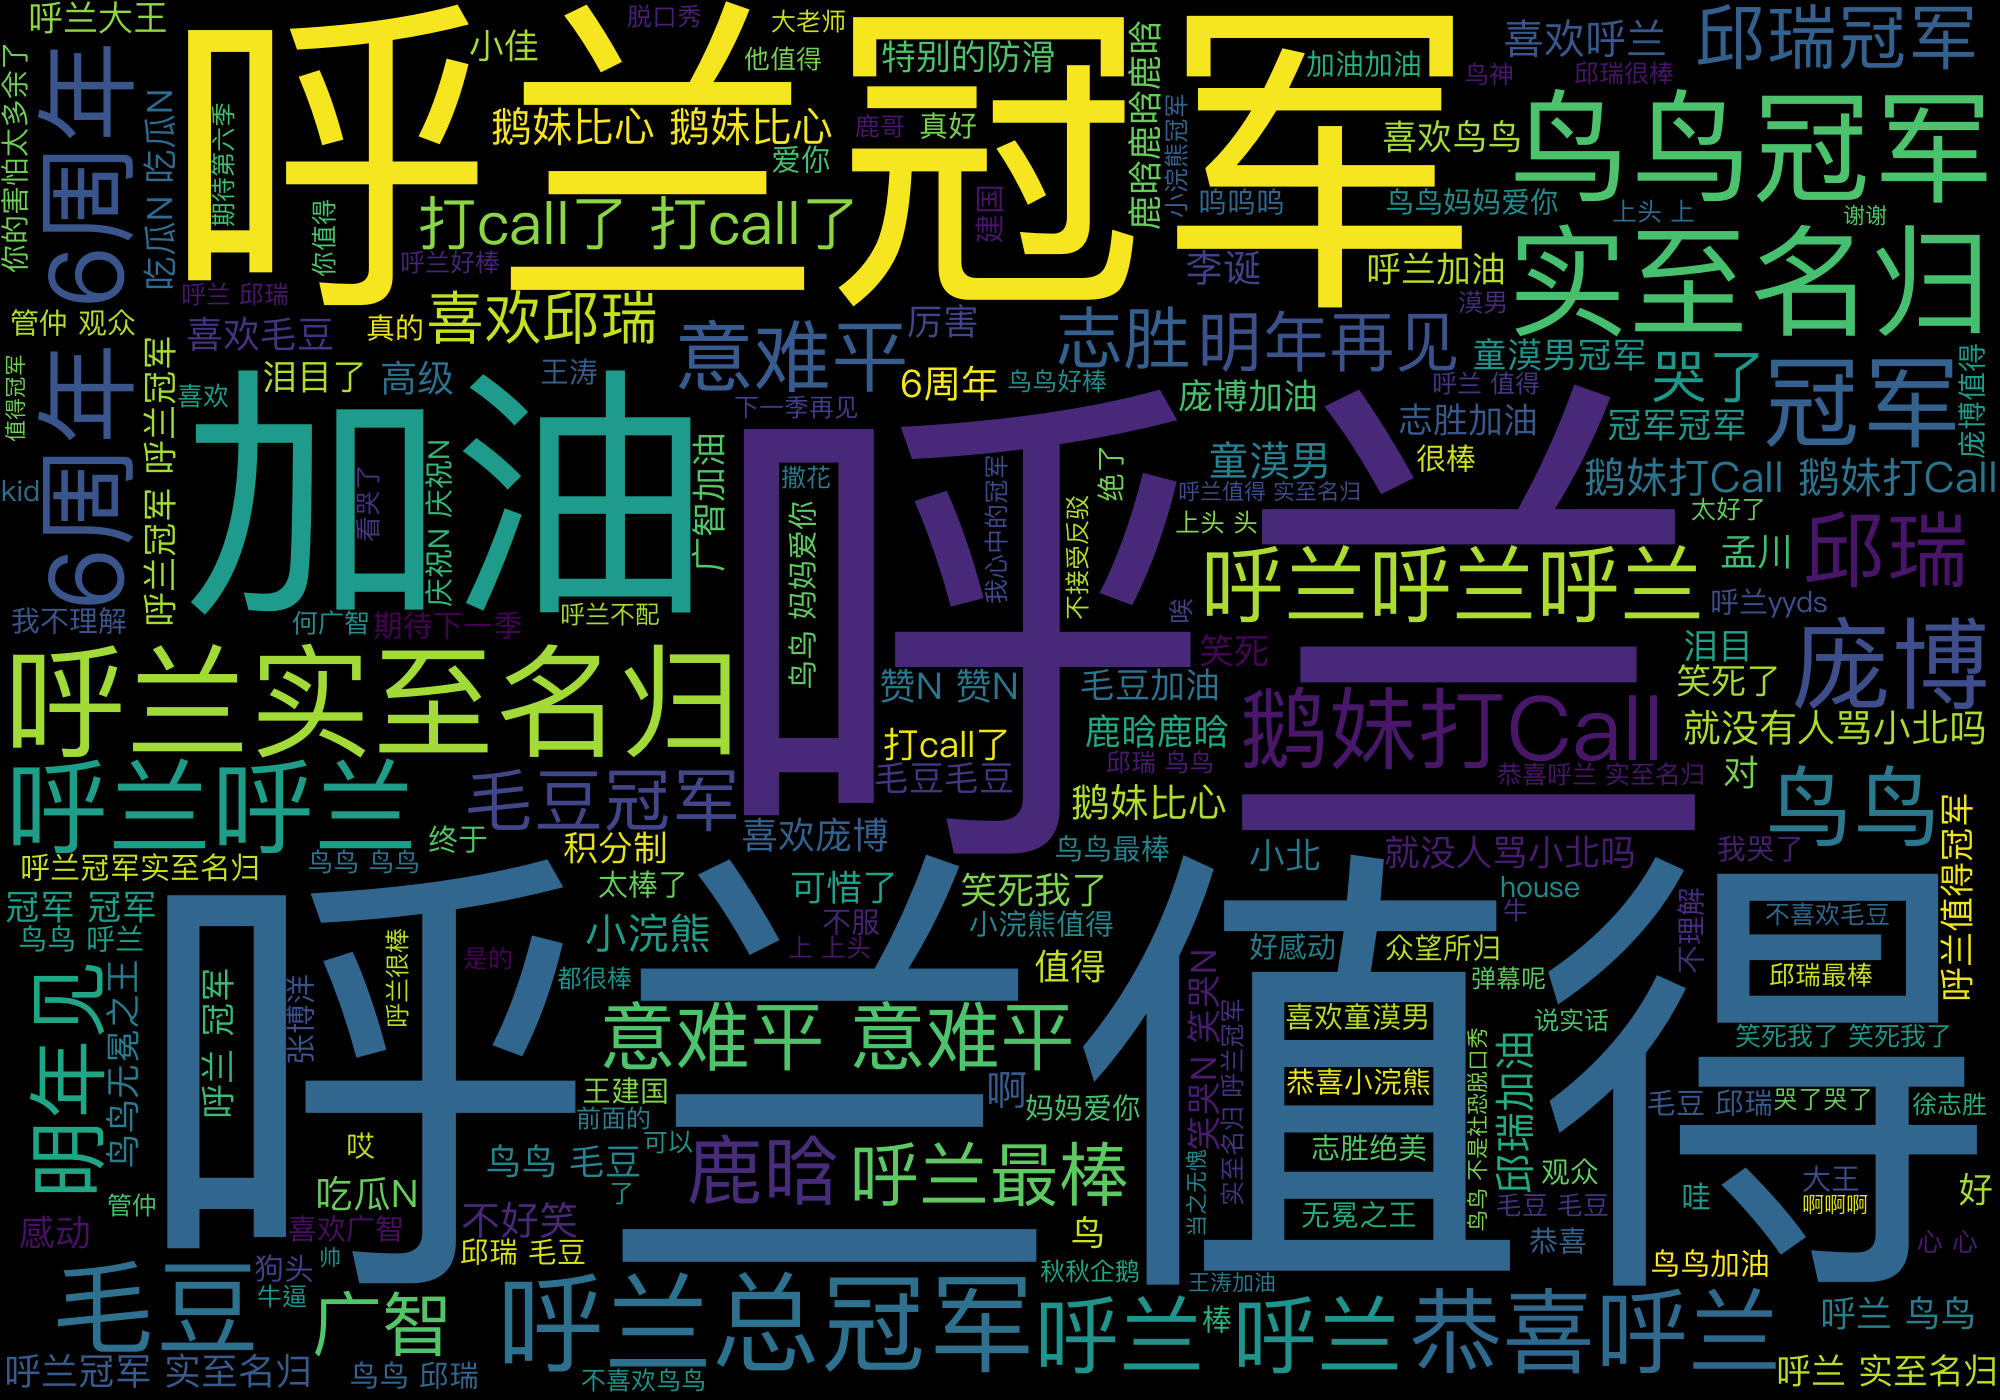 呼兰大王
脱口秀
大老师
呼兰冠军
小佳
他值得
特别的防滑
鹿晗鹿晗鹿晗
喜欢呼兰
邱瑞冠军
加油加油
鸟神
邱瑞很棒
你的害怕太多余了
6周年 6周年
吃瓜N 吃瓜N
期待第六季
鹅妹比心 鹅妹比心
鹿哥
真好
小浣熊冠军
喜欢鸟鸟
鸟鸟冠军
爱你
打call了 打call了
建国
呜呜呜
鸟鸟妈妈爱你
上头 上
谢谢
你值得
呼兰好棒
李诞
呼兰加油
实至名归
呼兰 邱瑞
管仲 观众
喜欢毛豆
真的
喜欢邱瑞
意难平
厉害
志胜
明年再见
漠男
童漠男冠军
哭了
冠军
庞博值得
值得冠军
呼兰冠军 呼兰冠军
喜欢
泪目了
高级
王涛
6周年
鸟鸟好棒
庞博加油
呼兰 值得
下一季再见
志胜加油
冠军冠军
加油
呼兰
kid
看哭了
庆祝N 庆祝N
广智加油
撒花
我心中的冠军
绝了
童漠男
很棒
鹅妹打Call 鹅妹打Call
呼兰值得 实至名归
上头 头
太好了
不接受反驳
孟川
邱瑞
呼兰呼兰呼兰
鸟鸟 妈妈爱你
我不理解
何广智
期待下一季
呼兰不配
唉
呼兰yyds
笑死
泪目
庞博
呼兰实至名归
赞N 赞N
毛豆加油
鹅妹打Call
笑死了
就没有人骂小北吗
打call了
鹿晗鹿晗
邱瑞 鸟鸟
毛豆毛豆
恭喜呼兰 实至名归
对
鸟鸟
呼兰呼兰
毛豆冠军
鹅妹比心
终于
积分制
喜欢庞博
鸟鸟最棒
小北
就没人骂小北吗
我哭了
呼兰值得冠军
呼兰冠军实至名归
鸟鸟 鸟鸟
太棒了
可惜了
笑死我了
house
呼兰值得
冠军 冠军
鸟鸟 呼兰
呼兰很棒
小浣熊
不服
小浣熊值得
牛
不理解
不喜欢毛豆
是的
上 上头
都很棒
值得
好感动
众望所归
弹幕呢
邱瑞最棒
明年见
鸟鸟无冕之王
呼兰 冠军
张博洋
意难平 意难平
笑哭N 笑哭N
实至名归 呼兰冠军
喜欢童漠男
说实话
笑死我了 笑死我了
鸟鸟 不是社恐脱口秀
邱瑞加油
王建国
啊
妈妈爱你
恭喜小浣熊
毛豆 邱瑞
哭了哭了
徐志胜
前面的
可以
哎
鸟鸟 毛豆
鹿晗
呼兰最棒
志胜绝美
观众
大王
当之无愧
管仲
吃瓜N
了
毛豆 毛豆
哇
啊啊啊
好
感动
喜欢广智
不好笑
鸟
无冕之王
恭喜
心 心
毛豆
狗头
帅
邱瑞 毛豆
秋秋企鹅
鸟鸟加油
牛逼
广智
呼兰总冠军
王涛加油
呼兰 呼兰
棒
恭喜呼兰
呼兰 鸟鸟
呼兰冠军 实至名归
鸟鸟 邱瑞
不喜欢鸟鸟
呼兰 实至名归